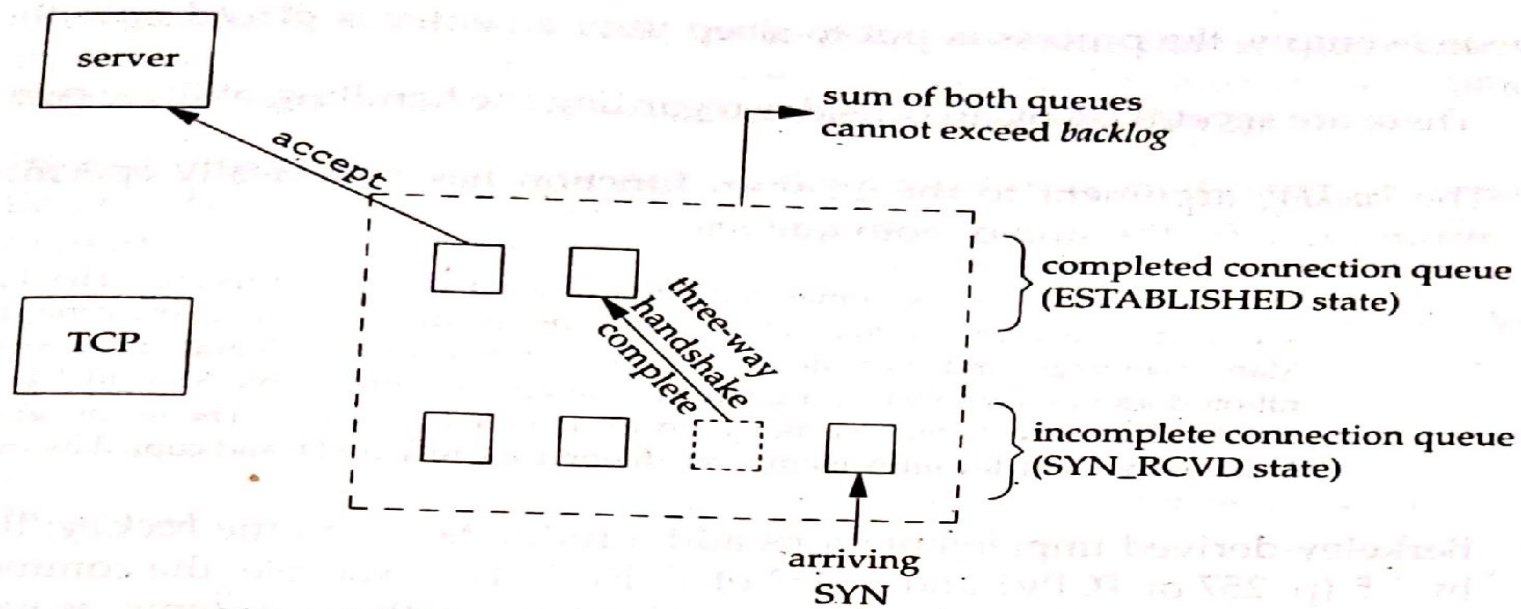 server
accept
sum of both queues
cannot exceed backlog
TCP
three-way
handshake
complete
completed connection queue
(ESTABLISHED state)
incomplete connection queue
(SYN_RCVD state)
arriving
SYN